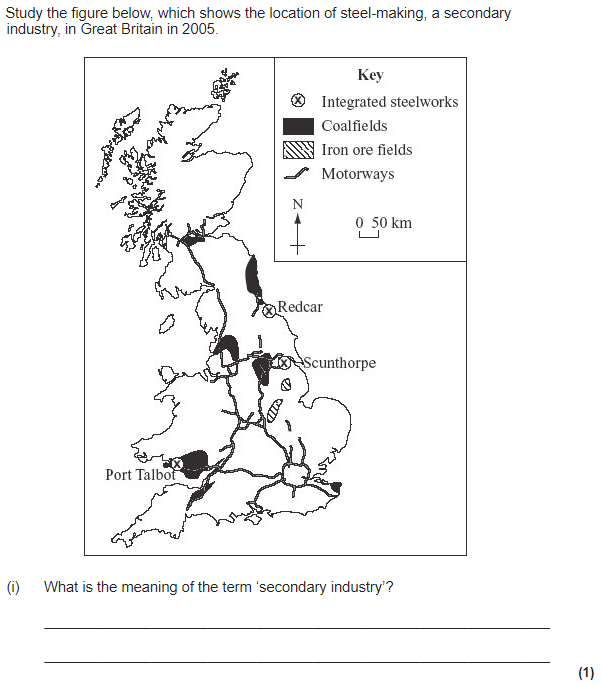 Study the figure below, which shows the location of steel-making, a secondary
industry, in Great Britain in 2005.
Key
Integrated steelworks
Coalfields
Iron ore fields
Motorways
N
0 50 km
Redcar
Scunthorpe
Port Talbot
(i) What is the meaning of the term ‘secondary industry’?
(1)